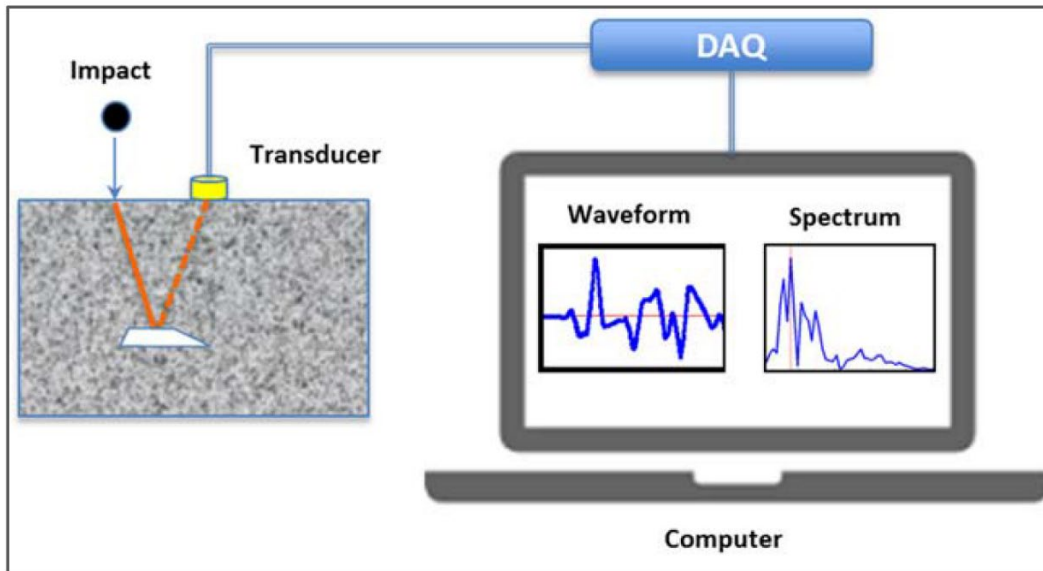 DAQ
Impact
Transducer
Waveform
Spectrum
Computer